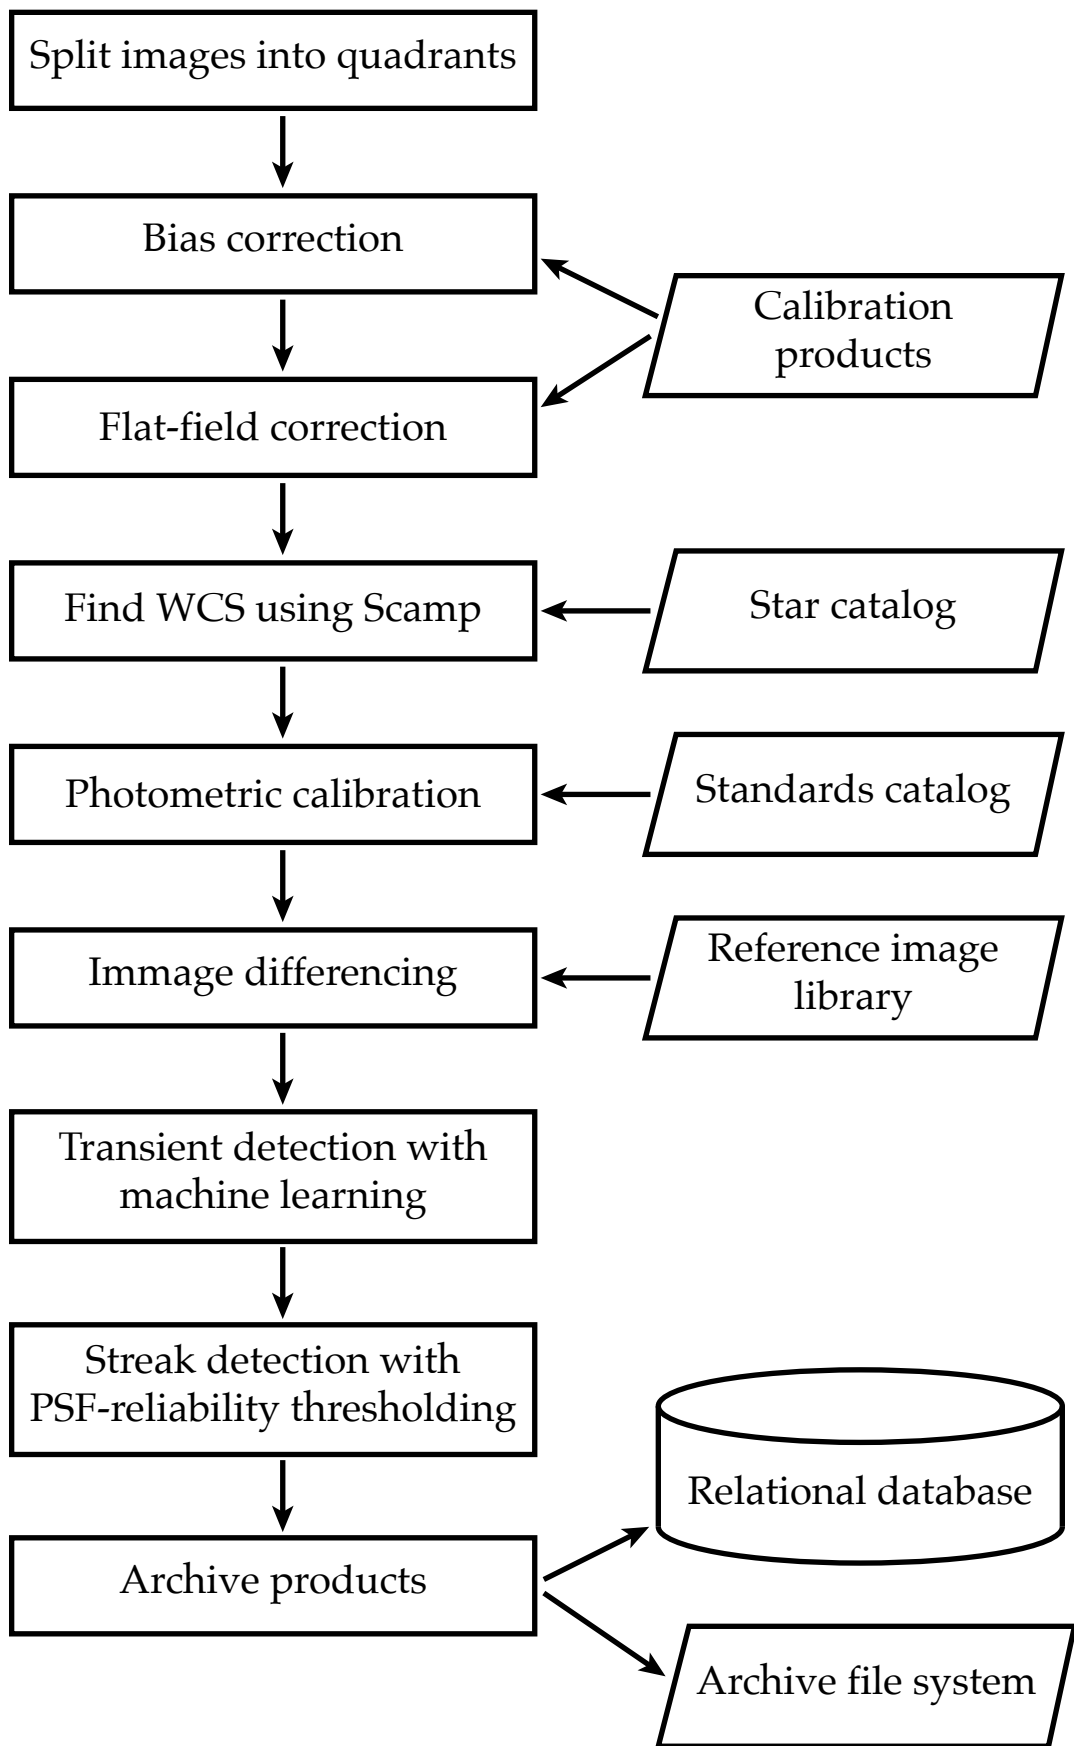 Split images into quadrants
Bias correction
Calibration
products
Flat-field correction
Find WCS using Scamp
Star catalog
Photometric calibration
Standards catalog
Immage differencing
Reference image
library
Transient detection with
machine learning
Streak detection with
PSF-reliability thresholding
Relational database
Archive products
Archive file system